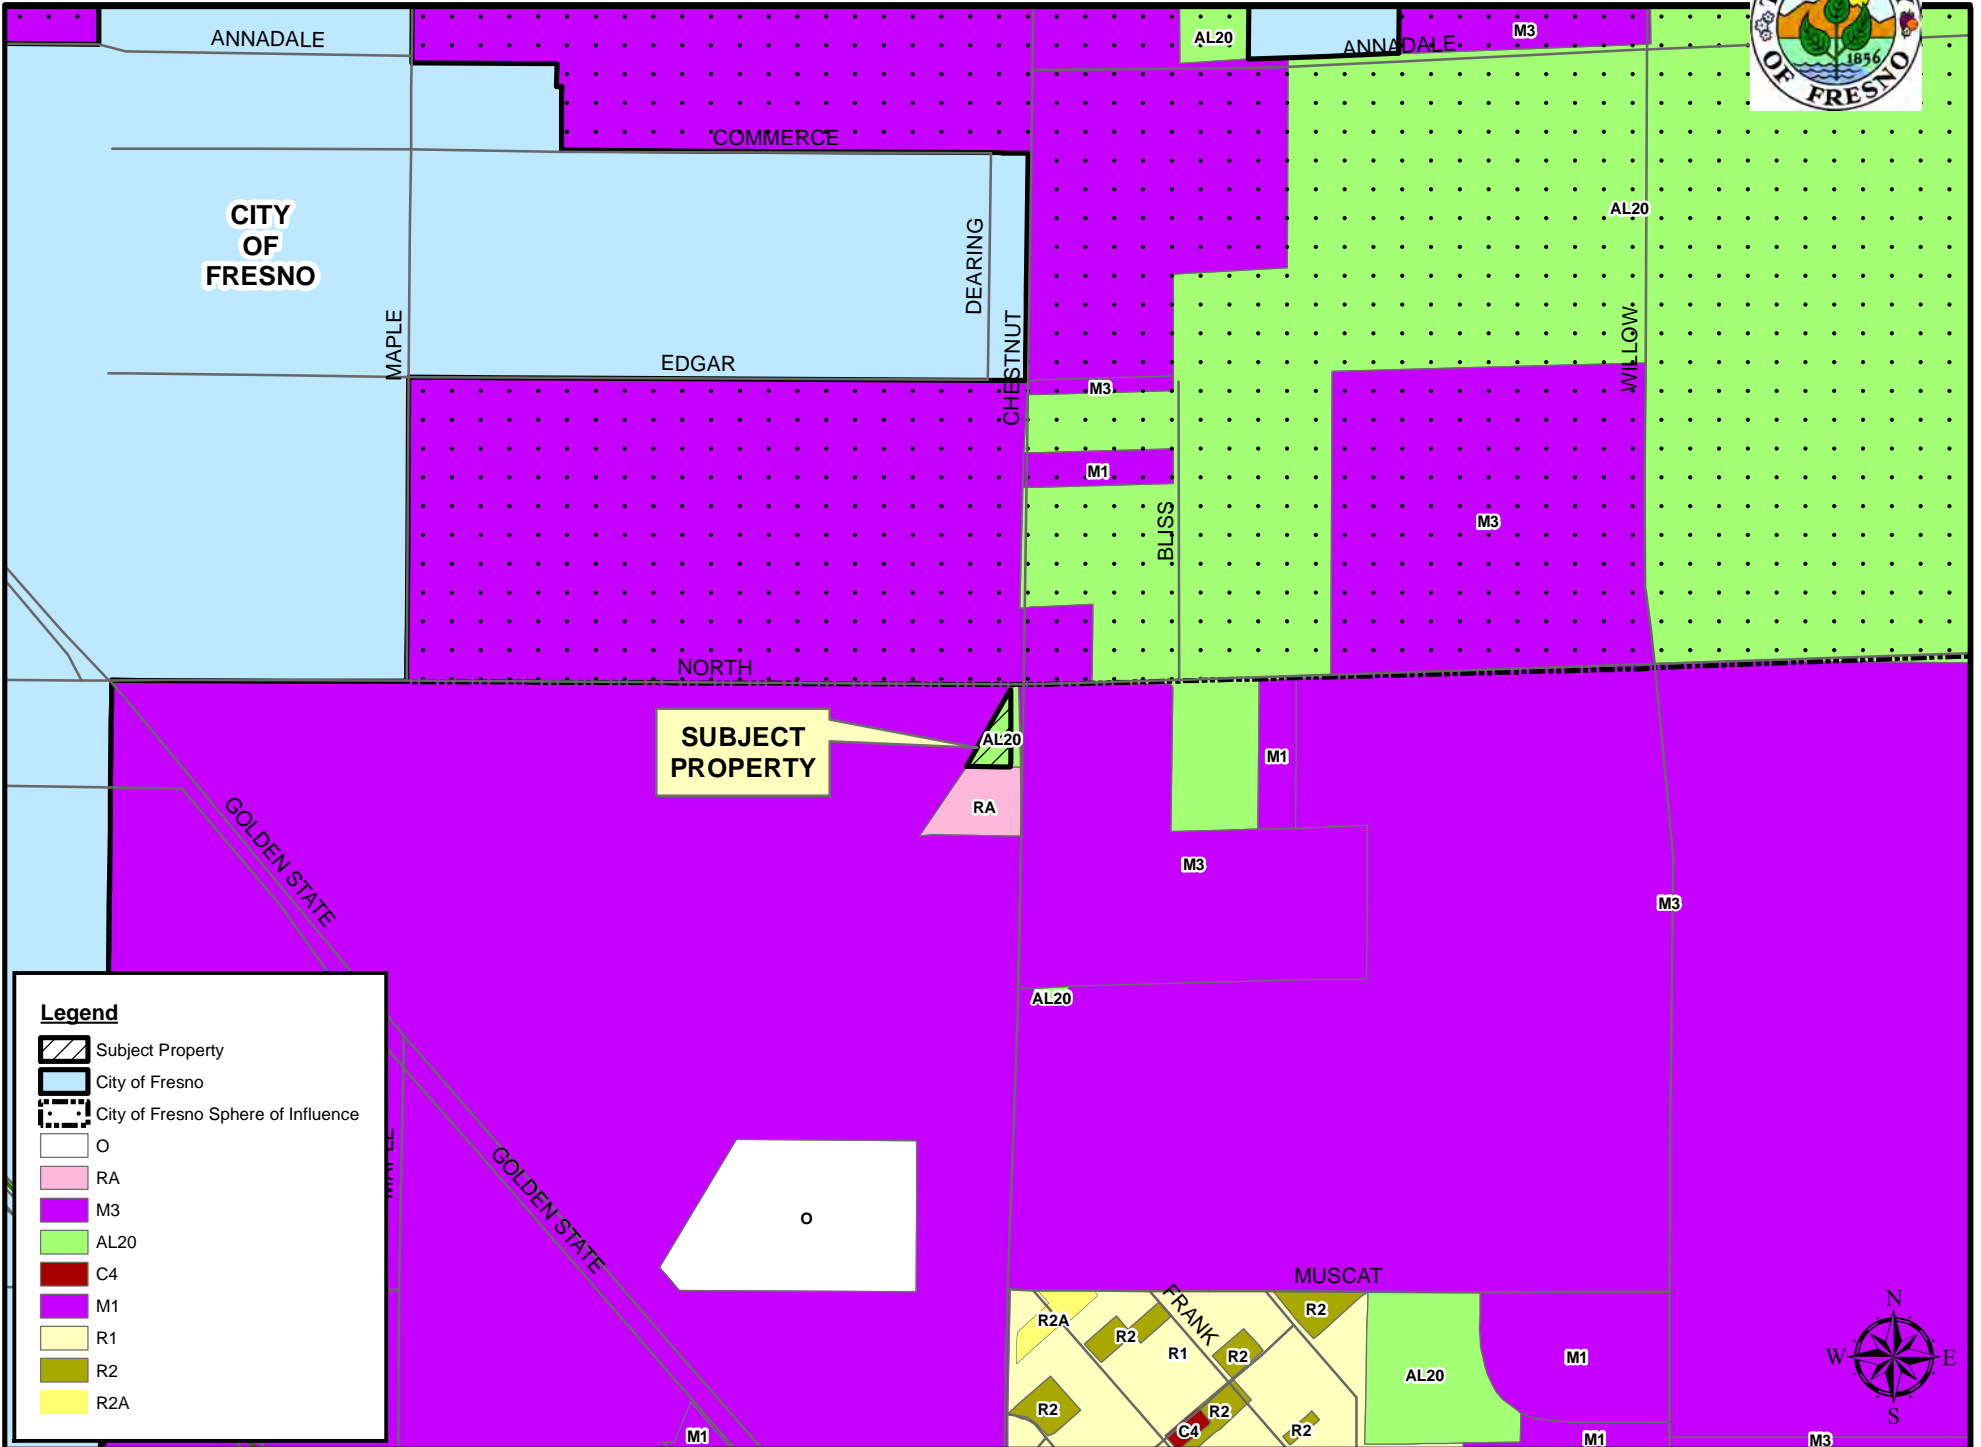 ANNADALE
AL20
ANNADALE
M3
1856
OF FRESNO
COMMERCE
CITY
OF
FRESNO
AL20
DEARING
MAPLE
CHESTNUT
WILLOW
EDGAR
M3
M1
BLISS
M3
NORTH
SUBJECT
PROPERTY
AL20
M1
RA
GOLDEN STATE
M3
M3
AL20
Legend
Subject Property
City of Fresno
City of Fresno Sphere of Influence
O
RA
M3
AL20
C4
M1
R1
R2
R2A
GOLDEN STATE
O
MUSCAT
FRANK
R2A
R2
R2
R1
R2
M1
AL20
R2
R2
C4
R2
M1
M1
M3
N
W
E
S